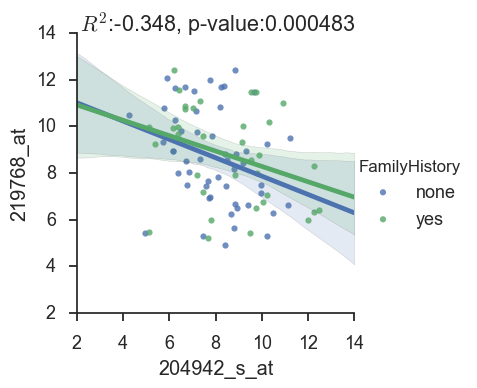 R²:-0.348, p-value:0.000483
14
12
10
8
6
4
2
219768_at
2 4 6 8 10 12 14
204942_s_at
FamilyHistory
none
yes